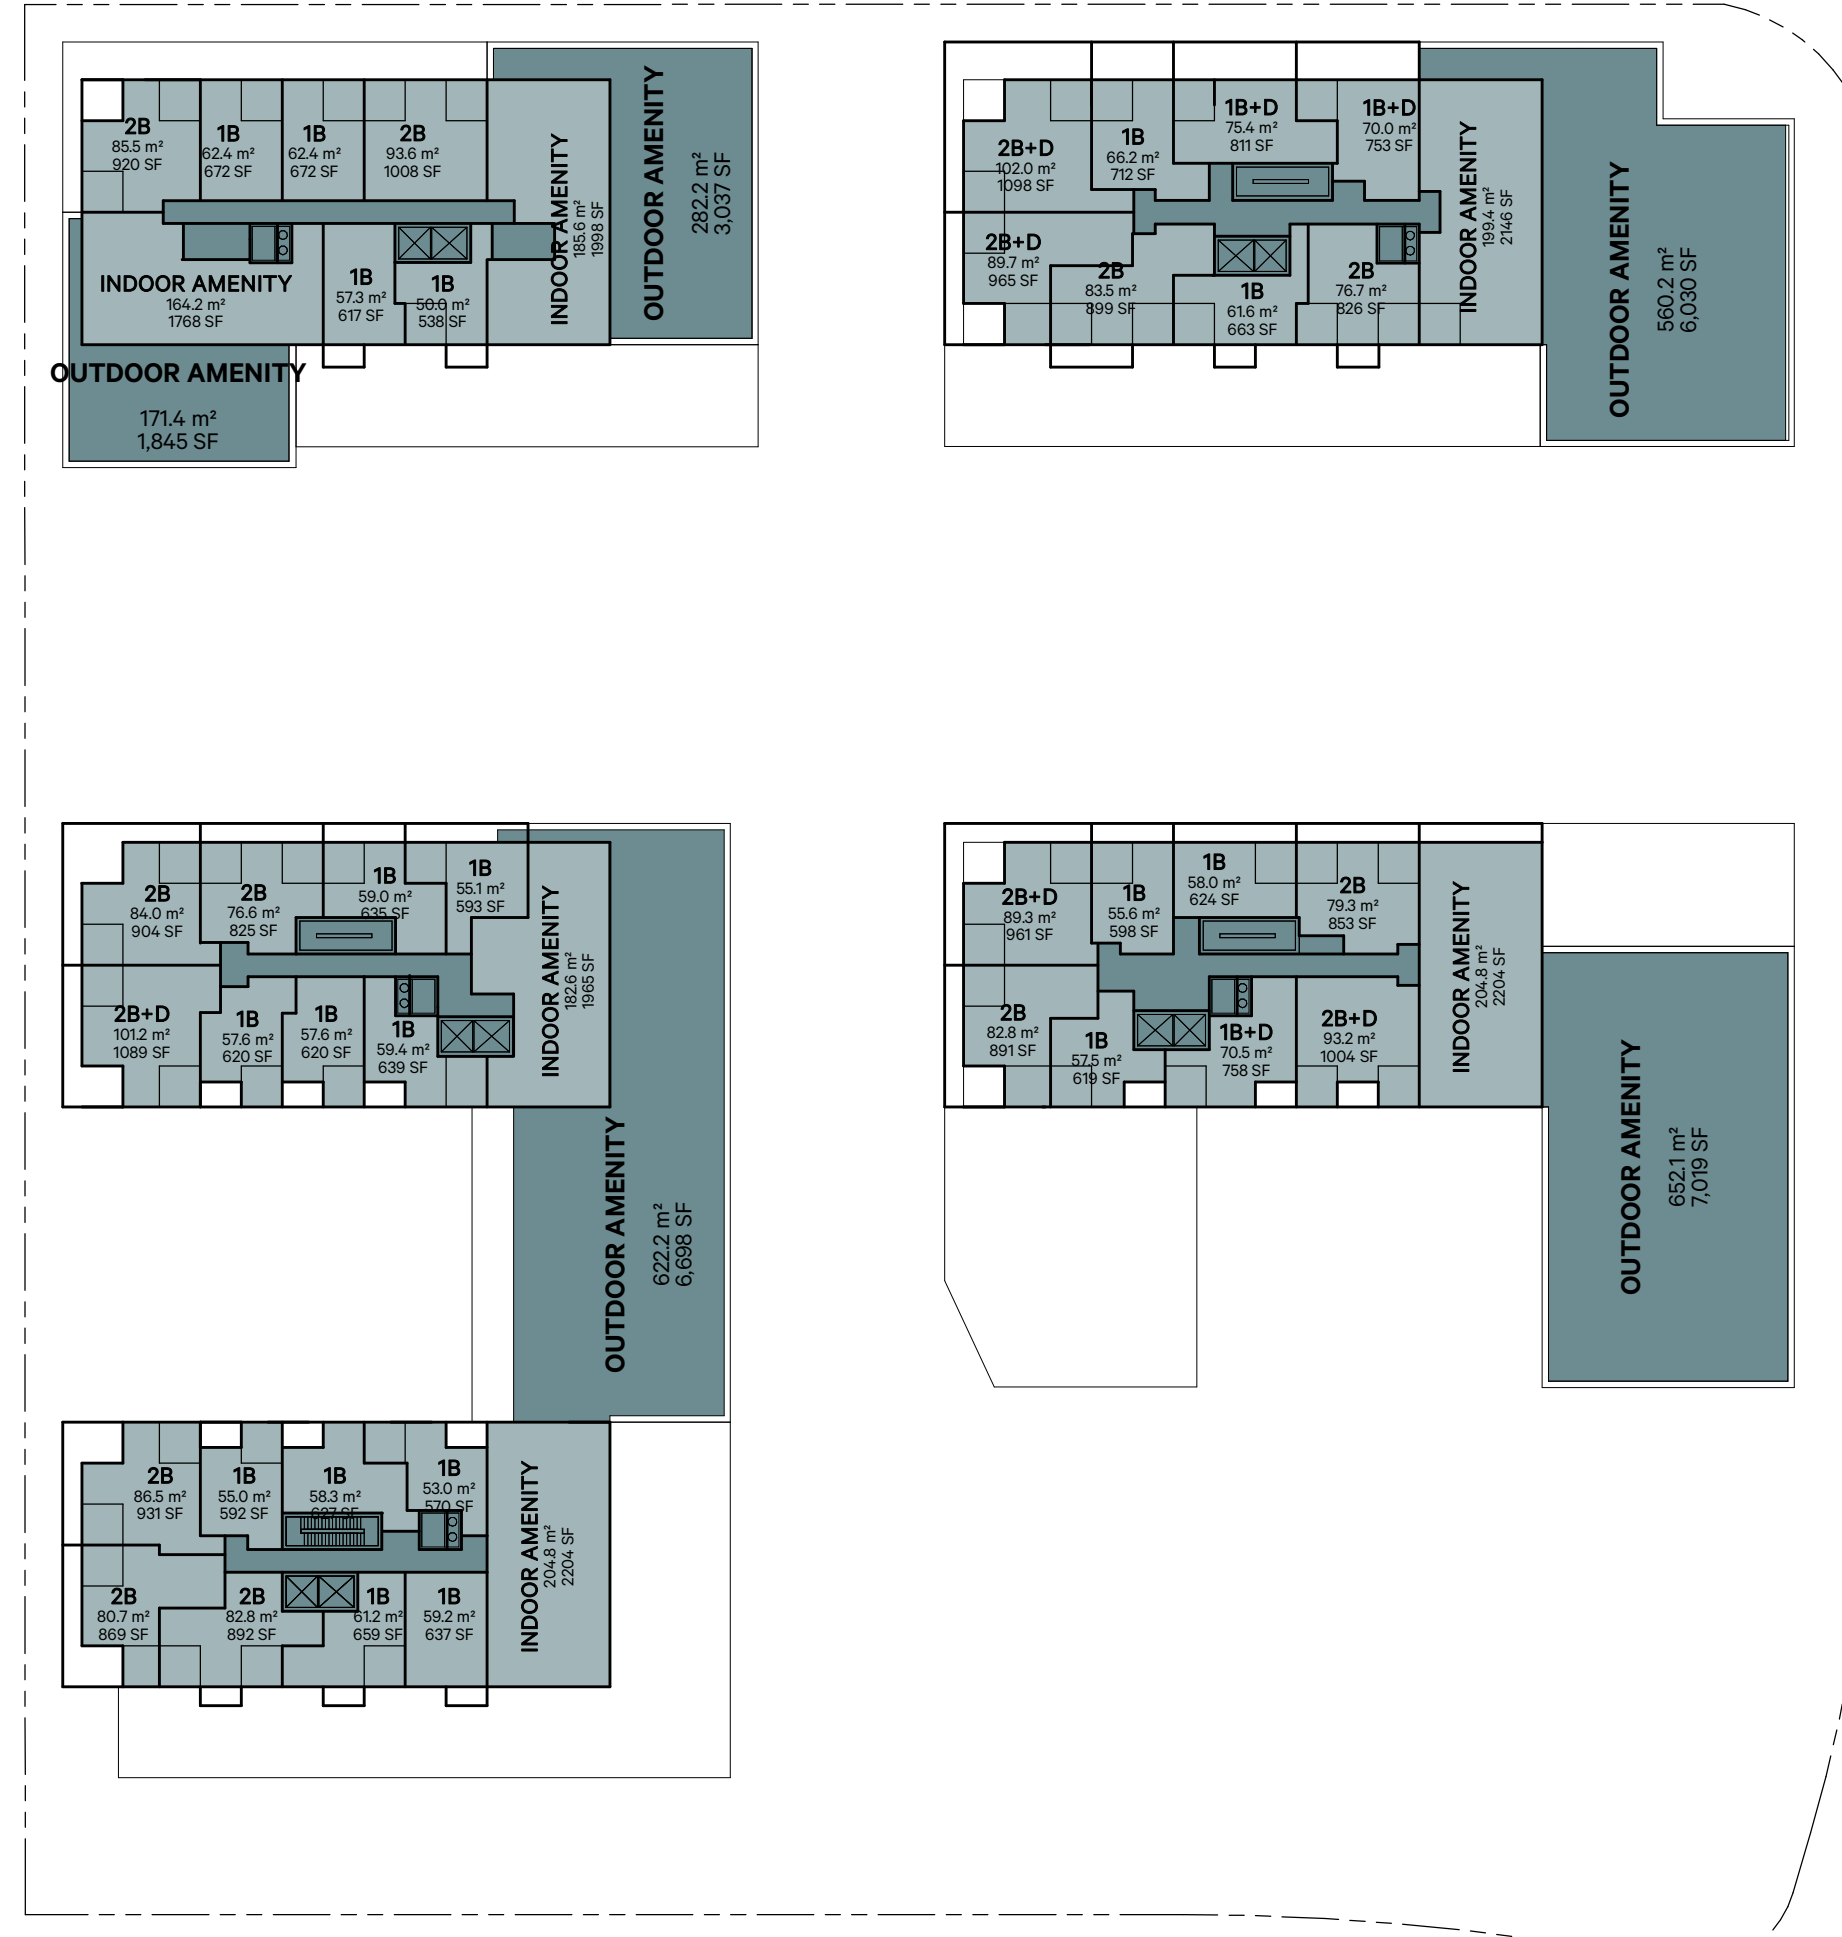 2B
85.5 m²
920 SF
1B
62.4 m²
672 SF
1B
62.4 m²
672 SF
2B
93.6 m²
1008 SF
INDOOR AMENITY
185.6 m²
1998 SF
OUTDOOR AMENITY
282.2 m²
3,037 SF
INDOOR AMENITY
164.2 m²
1768 SF
1B
57.3 m²
617 SF
1B
50.0 m²
538 SF
OUTDOOR AMENITY
171.4 m²
1,845 SF
2B+D
102.0 m²
1098 SF
1B
66.2 m²
712 SF
1B+D
75.4 m²
811 SF
1B+D
70.0 m²
753 SF
INDOOR AMENITY
199.4 m²
2146 SF
OUTDOOR AMENITY
560.2 m²
6,030 SF
2B+D
89.7 m²
965 SF
2B
83.5 m²
899 SF
1B
61.6 m²
663 SF
2B
76.7 m²
826 SF
2B
84.0 m²
904 SF
2B
76.6 m²
825 SF
1B
59.0 m²
635 SF
1B
55.1 m²
593 SF
INDOOR AMENITY
182.6 m²
1965 SF
2B+D
101.2 m²
1089 SF
1B
57.6 m²
620 SF
1B
57.6 m²
620 SF
1B
59.4 m²
639 SF
OUTDOOR AMENITY
622.2 m²
6,698 SF
2B+D
89.3 m²
961 SF
1B
55.6 m²
598 SF
1B
58.0 m²
624 SF
2B
79.3 m²
853 SF
INDOOR AMENITY
204.8 m²
2204 SF
2B
82.8 m²
891 SF
1B
57.5 m²
619 SF
1B+D
70.5 m²
758 SF
2B+D
93.2 m²
1004 SF
OUTDOOR AMENITY
652.1 m²
7,019 SF
2B
86.5 m²
931 SF
1B
55.0 m²
592 SF
1B
58.3 m²
627 SF
1B
53.0 m²
570 SF
INDOOR AMENITY
204.8 m²
2204 SF
2B
80.7 m²
869 SF
2B
82.8 m²
892 SF
1B
61.2 m²
659 SF
1B
59.2 m²
637 SF